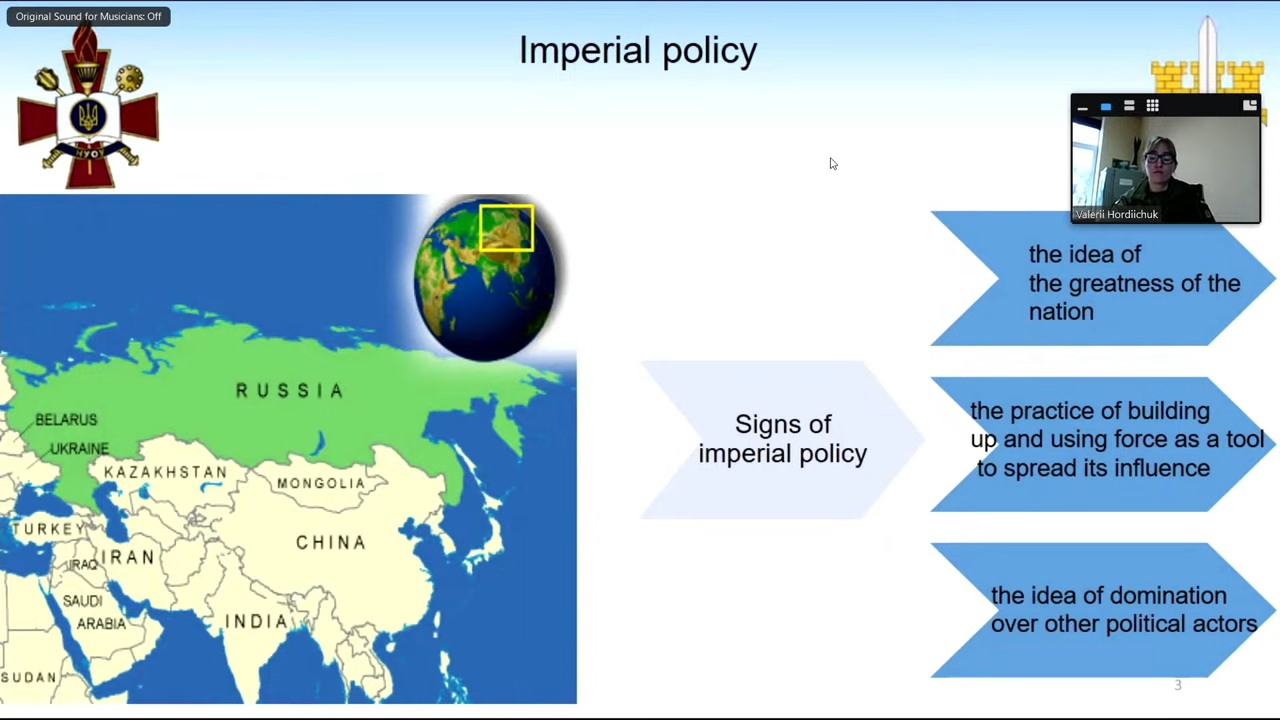 Original Sound for Musicians: Off
Imperial policy
НУОУ
Valerii Hordiichuk
RUSSIA
BELARUS
UKRAINE
KAZAKHSTAN
MONGOLIA
TURKEY
CHINA
IRAQ
IRAN
SAUDI
ARABIA
INDIA
SUDAN
Signs of
imperial policy
the idea of
the greatness of the
nation
the practice of building
up and using force as a tool
to spread its influence
the idea of domination
over other political actors
3